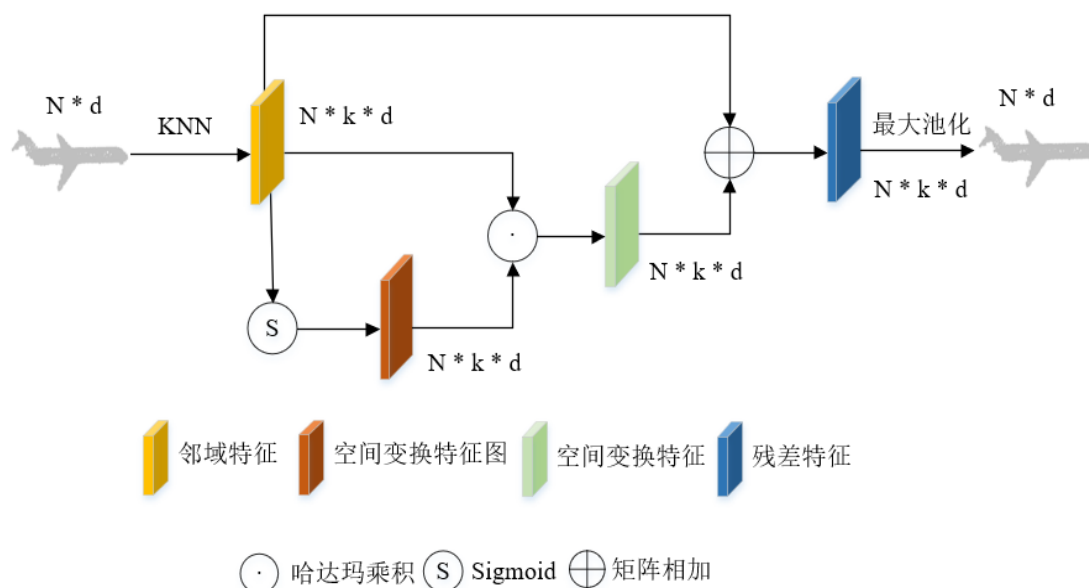 N * d
KNN
N * k * d
最大池化
N * d
N * k * d
·
N * k * d
S
N * k * d
邻域特征
空间变换特征图
空间变换特征
残差特征
· 哈达玛乘积 S Sigmoid 矩阵相加